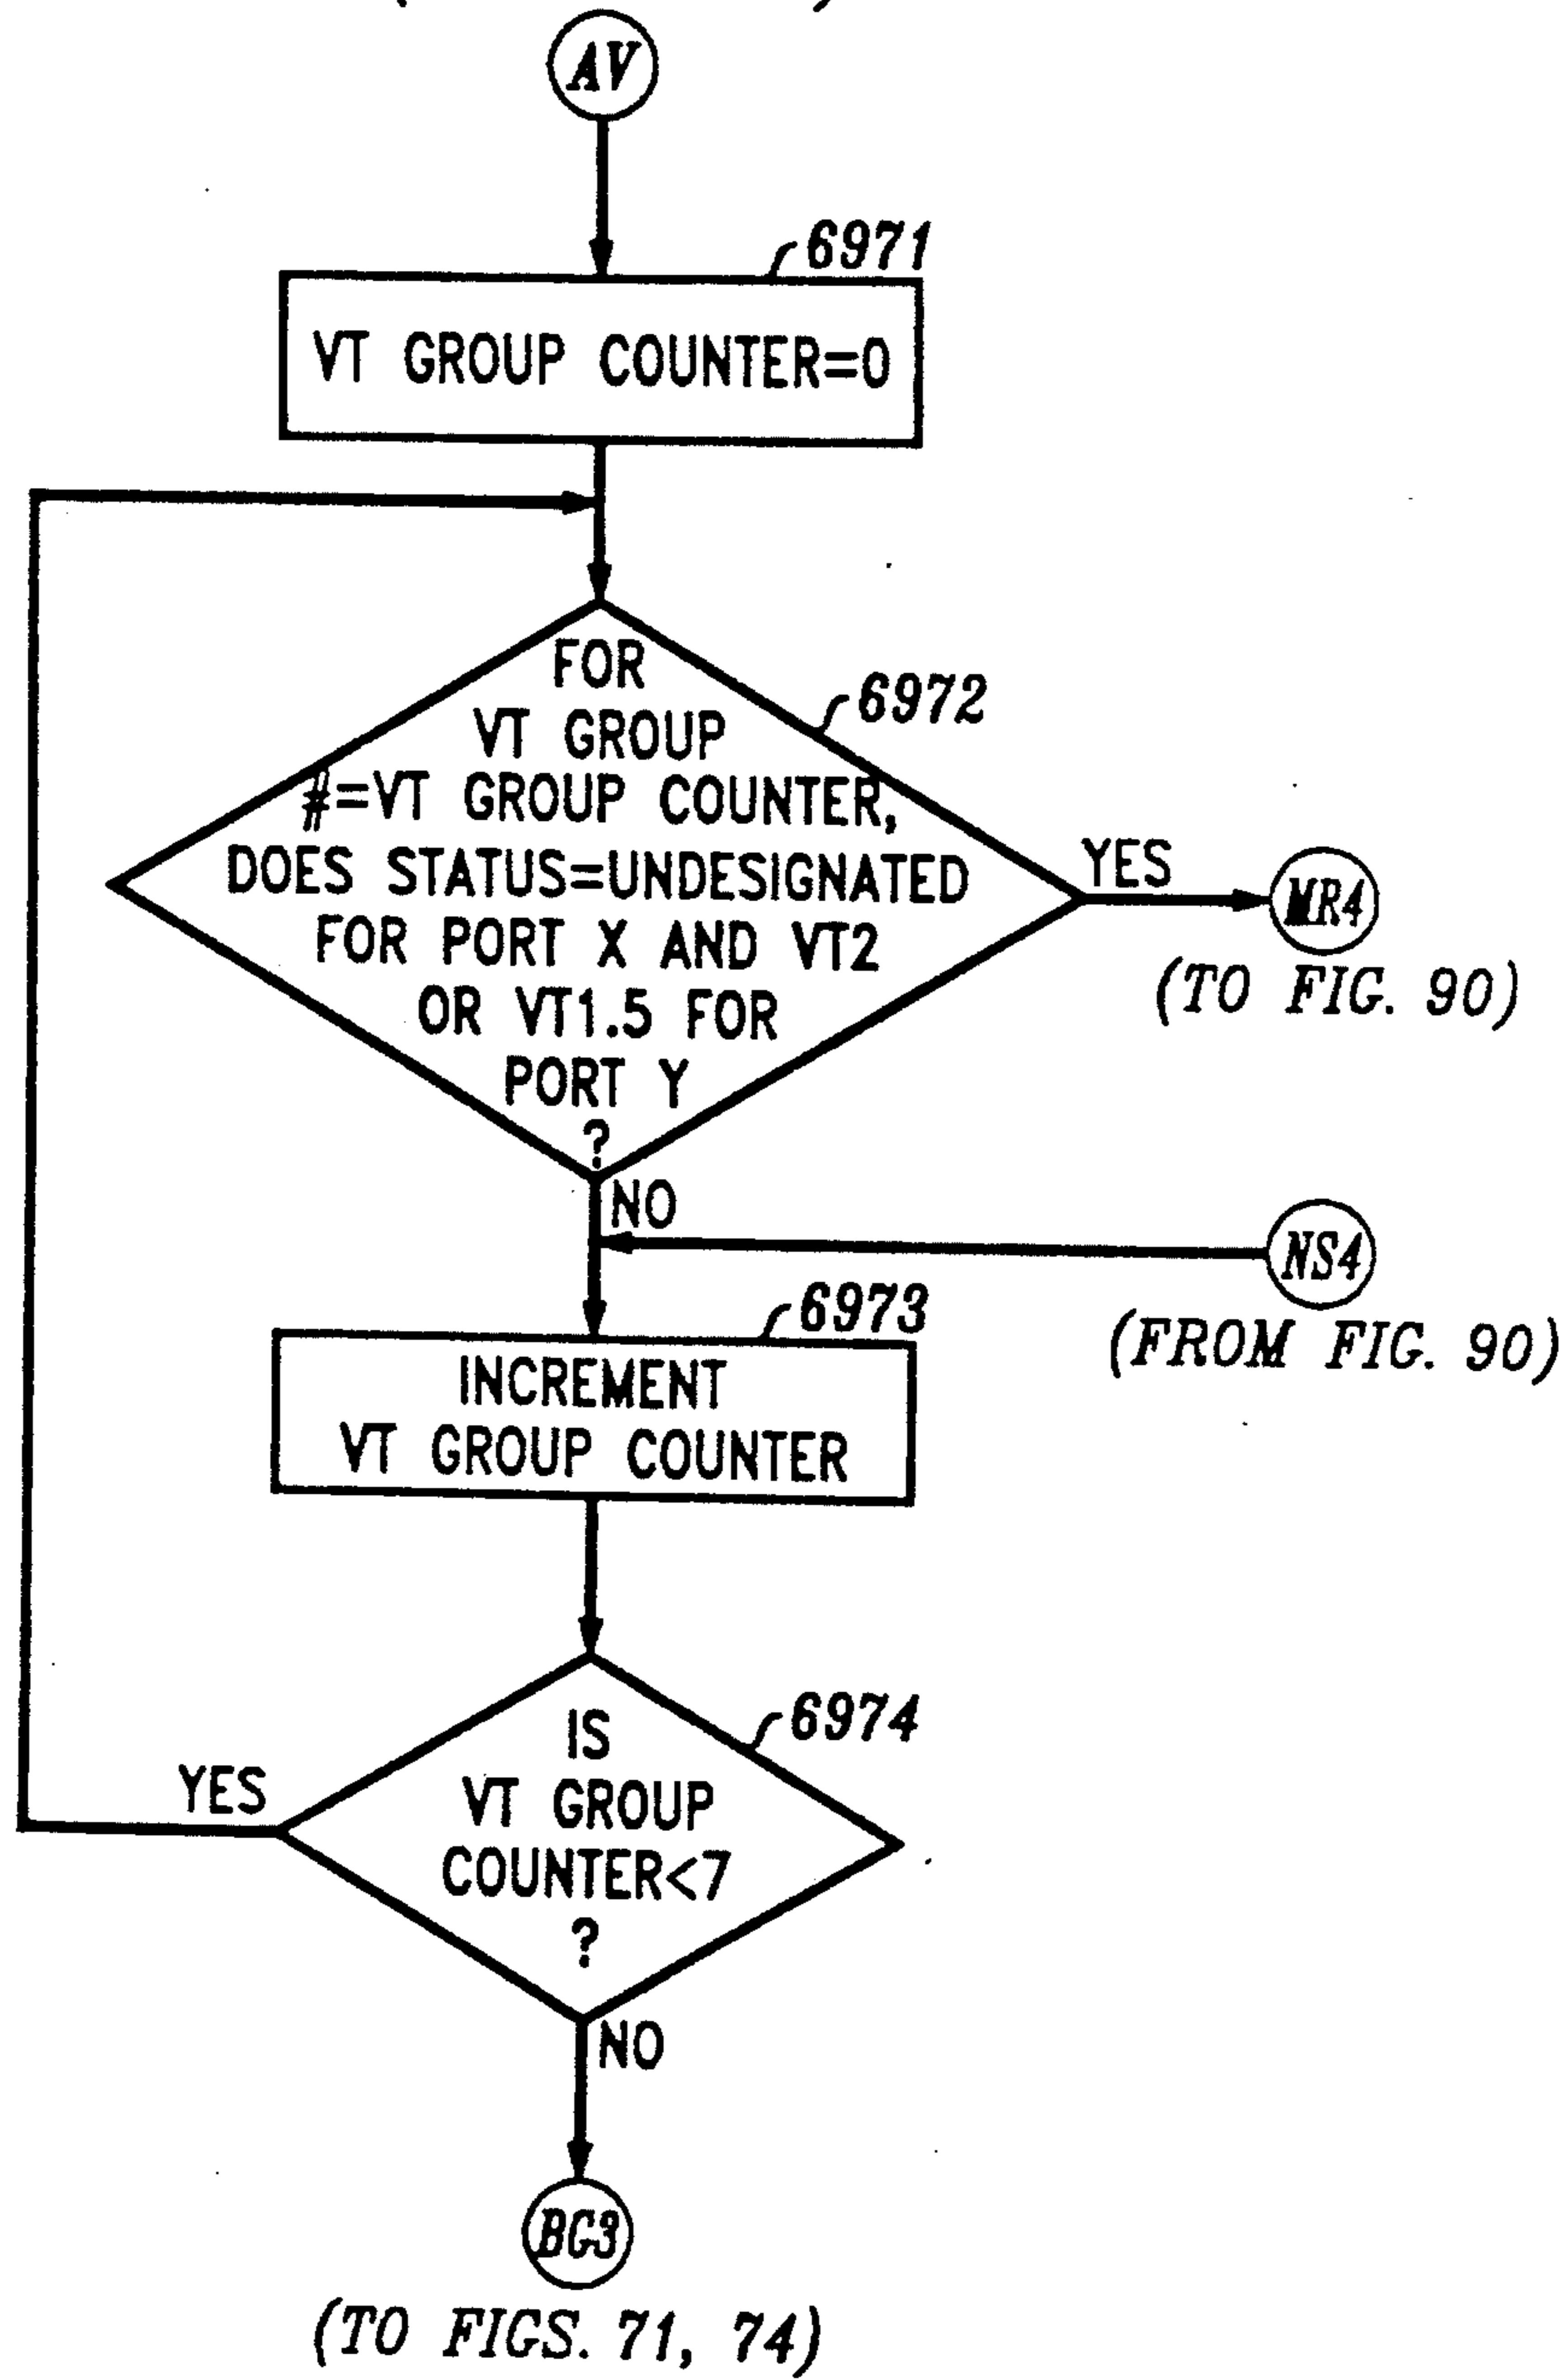 AV
6971
VT GROUP COUNTER=0
FOR
VT GROUP
6972
#=VT GROUP COUNTER,
DOES STATUS=UNDESIGNATED
FOR PORT X AND VT2
OR VT1.5 FOR
PORT Y
?
YES
MR4
(TO FIG. 90)
NO
NS4
(FROM FIG. 90)
6973
INCREMENT
VT GROUP COUNTER
6974
IS
VT GROUP
COUNTER<7
?
YES
NO
BG3
(TO FIGS. 71, 74)